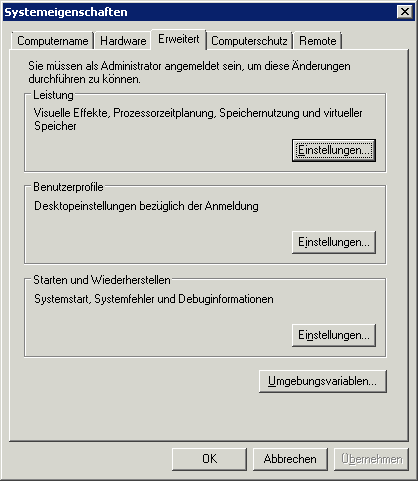 Systemeigenschaften
Computername Hardware Erweitert Computerschutz Remote
Sie müssen als Administrator angemeldet sein, um diese Änderungen
durchführen zu können.
Leistung
Visuelle Effekte, Prozessorzeitplanung, Speichernutzung und virtueller
Speicher
Einstellungen...
Benutzerprofile
Desktopeinstellungen bezüglich der Anmeldung
Einstellungen...
Starten und Wiederherstellen
Systemstart, Systemfehler und Debuginformationen
Einstellungen...
Umgebungsvariablen...
OK Abbrechen Übernehmen